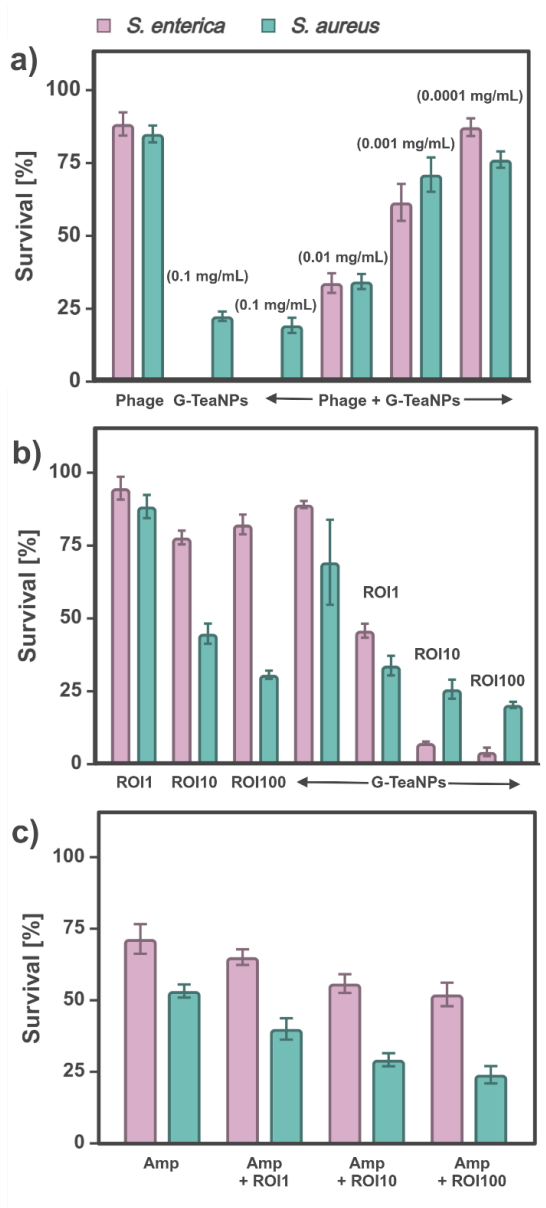 S. enterica S. aureus
a)
Survival [%]
100
75
50
25
0
(0.1 mg/mL)
(0.1 mg/mL)
(0.01 mg/mL)
(0.001 mg/mL)
(0.0001 mg/mL)
Phage G-TeaNPs Phage + G-TeaNPs
b)
Survival [%]
100
75
50
25
0
ROI1
ROI10
ROI100
ROI1 ROI10 ROI100 G-TeaNPs
c)
Survival [%]
100
75
50
25
0
Amp Amp Amp Amp
+ ROI1 + ROI10 + ROI100